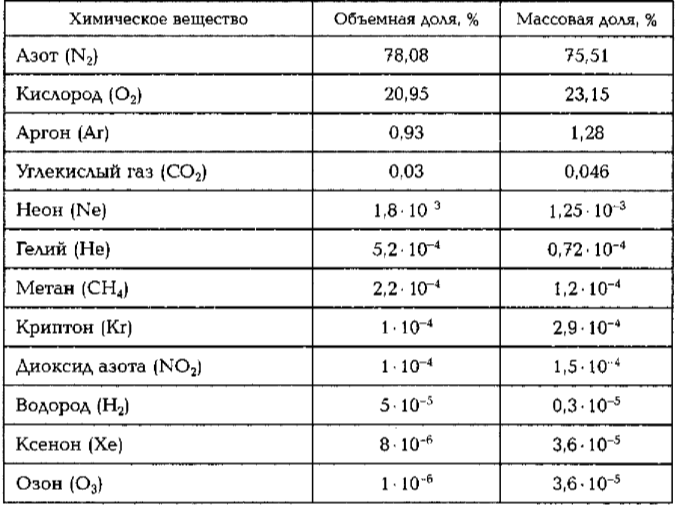 Химическое вещество Объемная доля, % Массовая доля, %
Азот (N₂) 78,08 75,51
Кислород (O₂) 20,95 23,15
Аргон (Ar) 0,93 1,28
Углекислый газ (CO₂) 0,03 0,046
Неон (Ne) 1,8·10 ³ 1,25·10⁻³
Гелий (He) 5,2·10⁻⁴ 0,72·10⁻⁴
Метан (CH₄) 2,2·10⁻⁴ 1,2·10⁻⁴
Криптон (Kr) 1·10⁻⁴ 2,9·10⁻⁴
Диоксид азота (NO₂) 1·10⁻⁴ 1,5·10⁻⁴
Водород (H₂) 5·10⁻⁵ 0,3·10⁻⁵
Ксенон (Xe) 8·10⁻⁶ 3,6·10⁻⁵
Озон (O₃) 1·10⁻⁶ 3,6·10⁻⁵